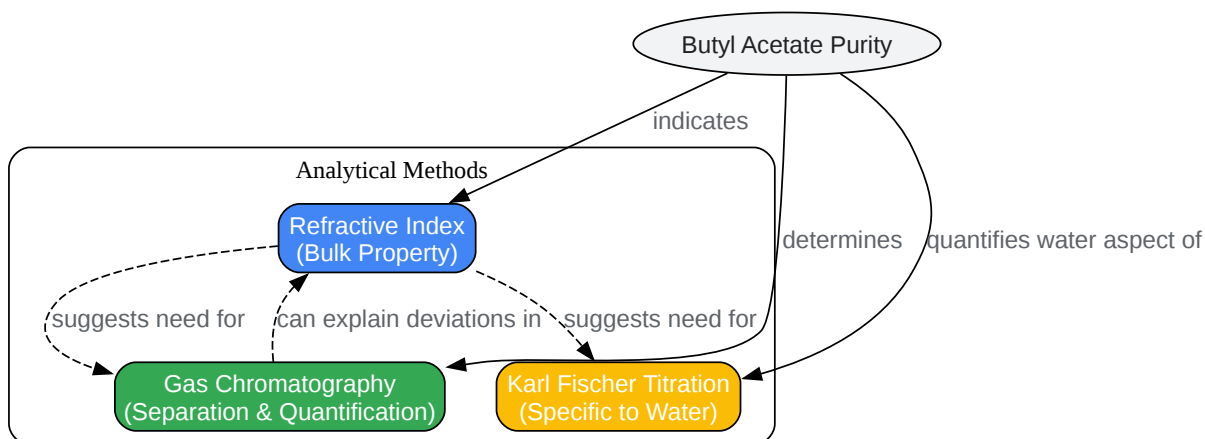 Butyl Acetate Purity
indicates
Analytical Methods
Refractive Index
(Bulk Property)
determines
quantifies water aspect of
suggests need for
can explain deviations in
suggests need for
Gas Chromatography
(Separation & Quantification)
Karl Fischer Titration
(Specific to Water)